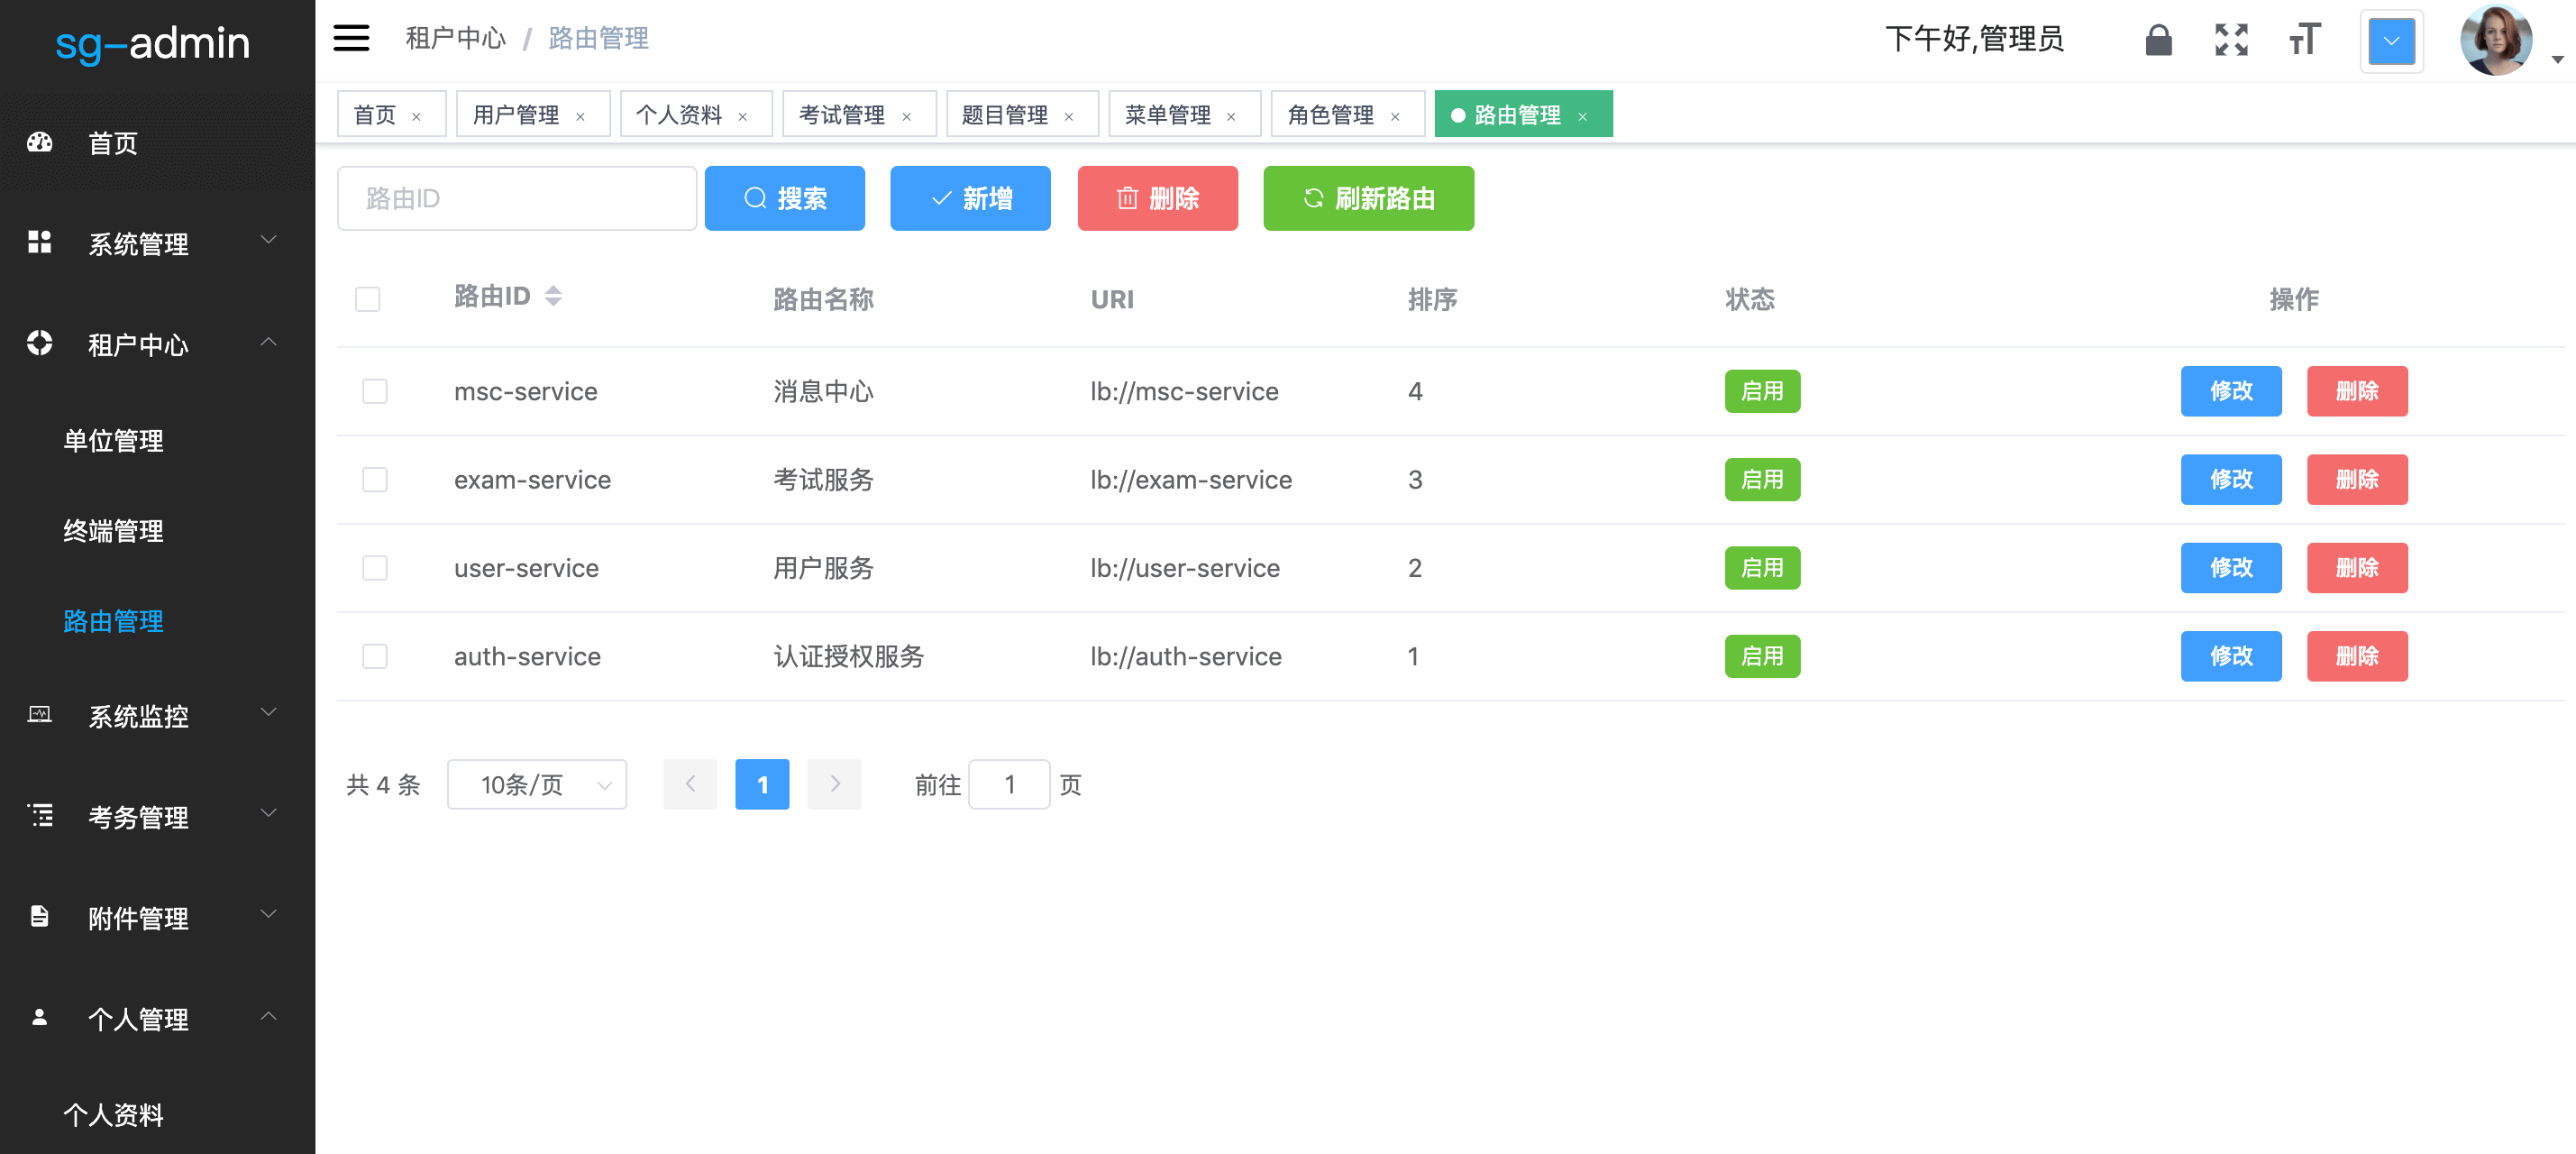 sg-admin
首页
系统管理
租户中心
单位管理
终端管理
路由管理
系统监控
考务管理
附件管理
个人管理
个人资料
租户中心 / 路由管理
下午好,管理员
首页 × 用户管理 × 个人资料 × 考试管理 × 题目管理 × 菜单管理 × 角色管理 × 路由管理 ×
路由ID 搜索 新增 删除 刷新路由
路由ID 路由名称 URI 排序 状态 操作
msc-service 消息中心 lb://msc-service 4 启用 修改 删除
exam-service 考试服务 lb://exam-service 3 启用 修改 删除
user-service 用户服务 lb://user-service 2 启用 修改 删除
auth-service 认证授权服务 lb://auth-service 1 启用 修改 删除
共 4 条 10条/页 1 前往 1 页